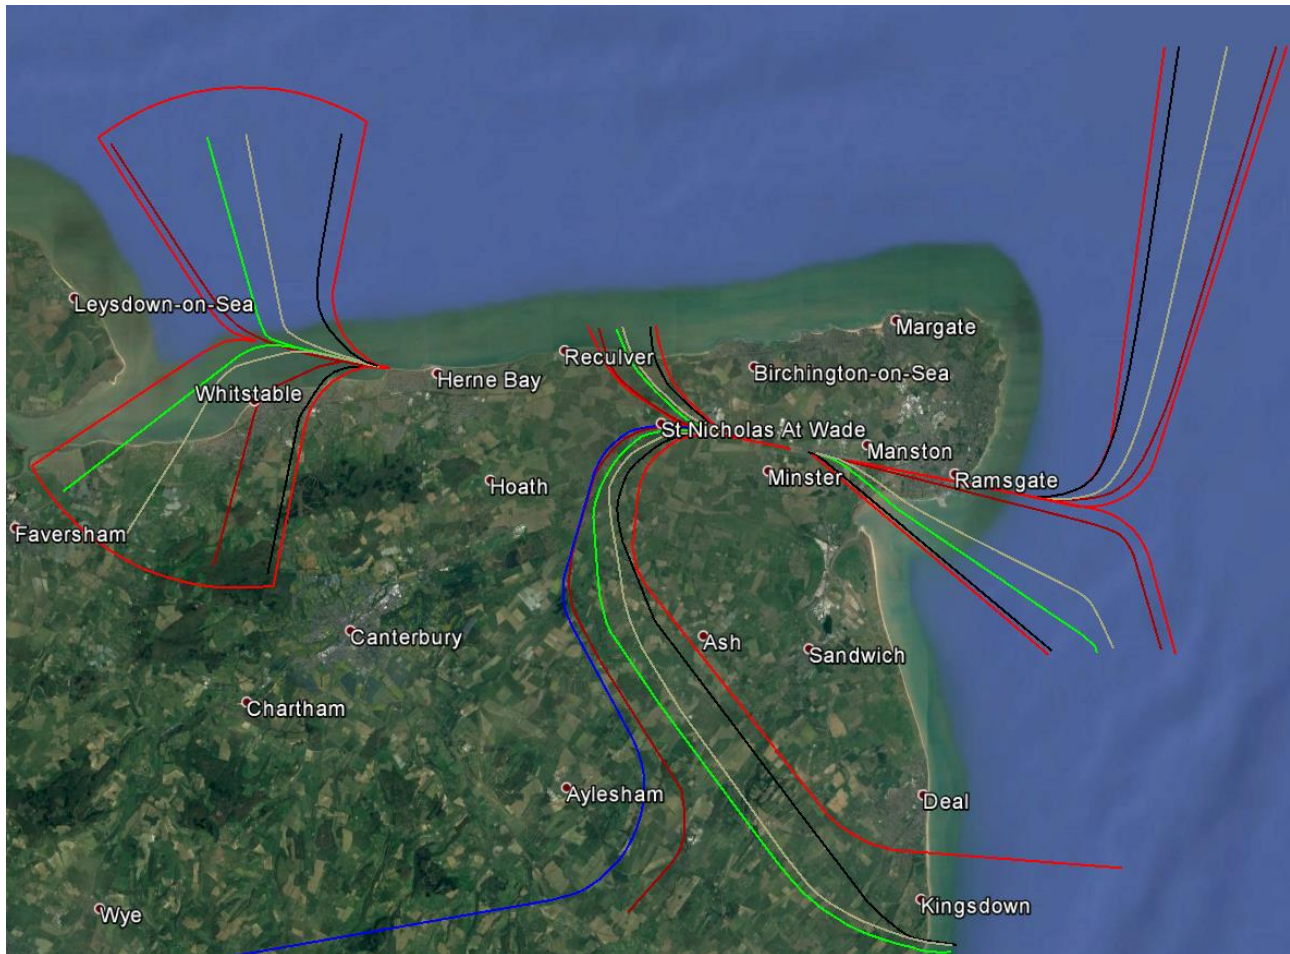 Leysdown-on-Sea
Margate
Reculver
Birchington-on-Sea
Herne Bay
Whitstable
St Nicholas At Wade
Manston
Minster
Ramsgate
Hoath
Faversham
Canterbury
Ash
Sandwich
Chartham
Aylesham
Deal
Wye
Kingsdown